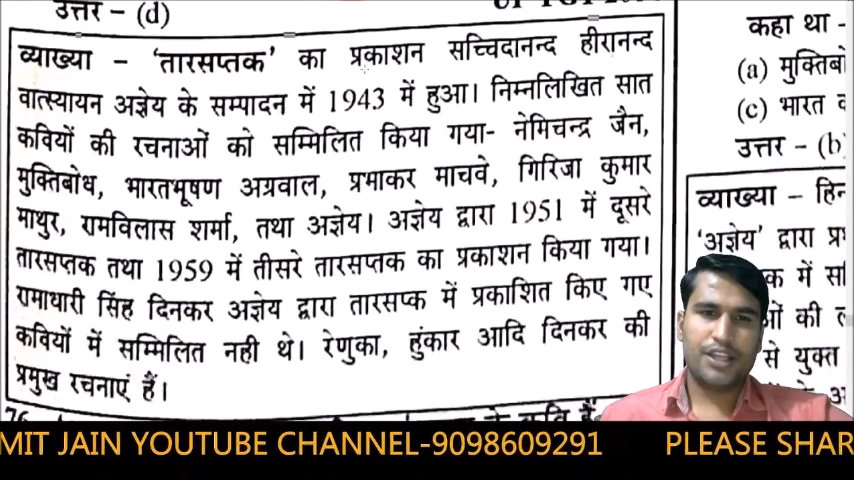 उत्तर – (d)
व्याख्या – 'तारसप्तक' का प्रकाशन सच्चिदानन्द हीरानन्द
वात्स्यायन अज्ञेय के सम्पादन में 1943 में हुआ। निम्नलिखित सात
कवियों की रचनाओं को सम्मिलित किया गया- नेमिचन्द्र जैन,
मुक्तिबोध, भारतभूषण अग्रवाल, प्रभाकर माचवे, गिरिजा कुमार
माथुर, रामविलास शर्मा, तथा अज्ञेय। अज्ञेय द्वारा 1951 में दूसरे
तारसप्तक तथा 1959 में तीसरे तारसप्तक का प्रकाशन किया गया।
रामाधारी सिंह दिनकर अज्ञेय द्वारा तारसप्क में प्रकाशित किए गए
कवियों में सम्मिलित नही थे। रेणुका, हुंकार आदि दिनकर की
प्रमुख रचनाएं हैं।
कहा था -
(a) मुक्तिबो
(c) भारत
उत्तर – (b)
व्याख्या – हिन
'अज्ञेय' द्वारा प्र
क में स
ओं की
से युक्त
MIT JAIN YOUTUBE CHANNEL-9098609291 PLEASE SHAR